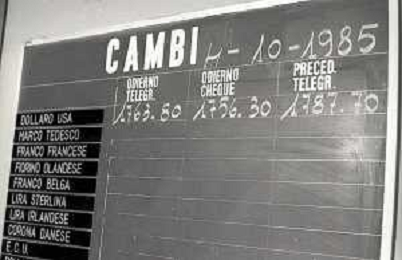 CAMBI 4-10-1985
ODIERNO TELEGR. ODIERNO CHEQUE PRECED. TELEGR.
DOLLARO USA 1763.80 1756.30 1787.70
MARCO TEDESCO
FRANCO FRANCESE
FIORINO OLANDESE
FRANCO BELGA
LIRA STERLINA
LIRA IRLANDESE
CORONA DANESE
E.C.U.